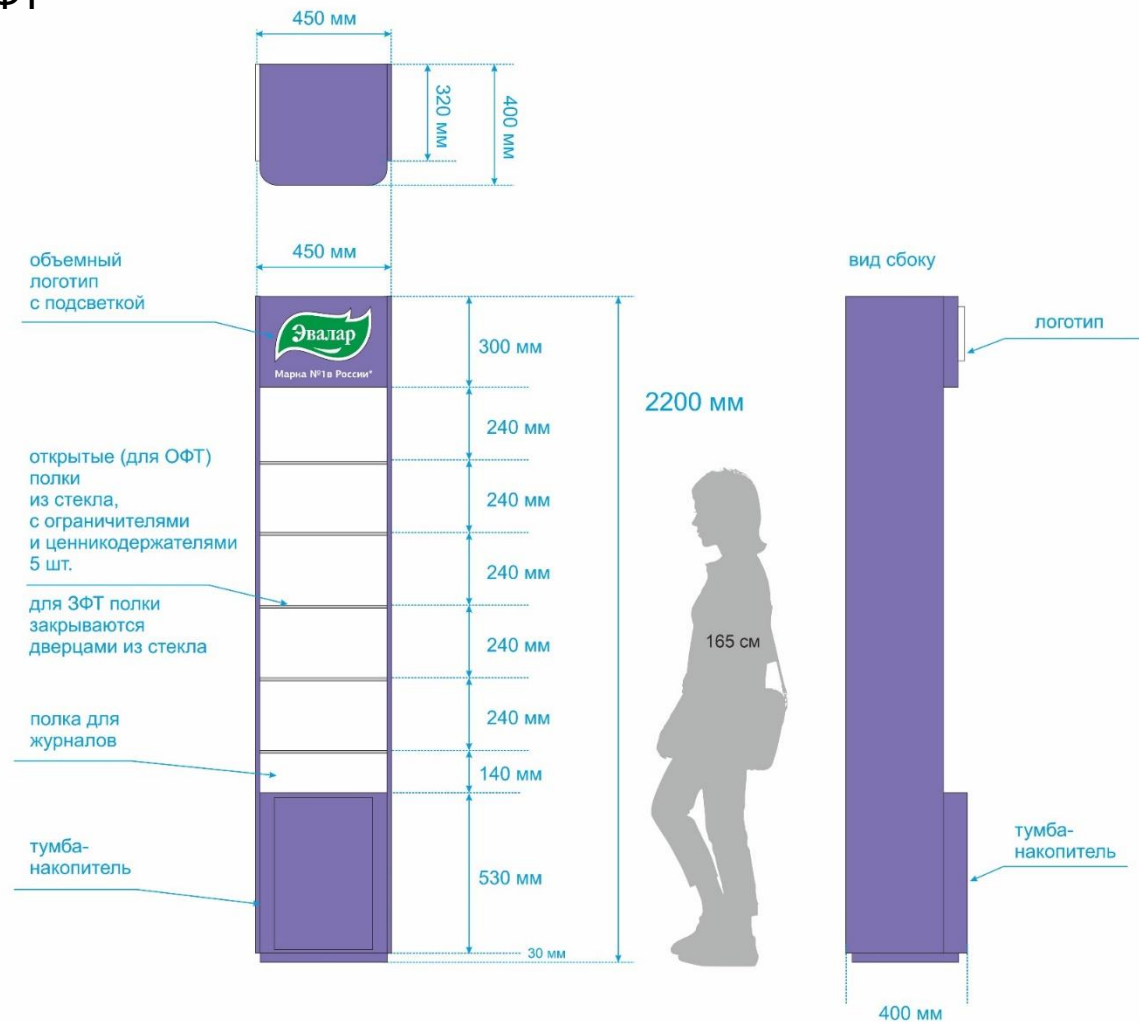 450 мм
320 мм
400 мм
450 мм
объемный
логотип
с подсветкой
Эвалар
Марка №1в России*
300 мм
240 мм
240 мм
240 мм
240 мм
240 мм
140 мм
530 мм
30 мм
2200 мм
открытые (для ОФТ)
полки
из стекла,
с ограничителями
и ценникодержателями
5 шт.
для ЗФТ полки
закрываются
дверцами из стекла
полка для
журналов
тумба-
накопитель
165 см
вид сбоку
логотип
тумба-
накопитель
400 мм